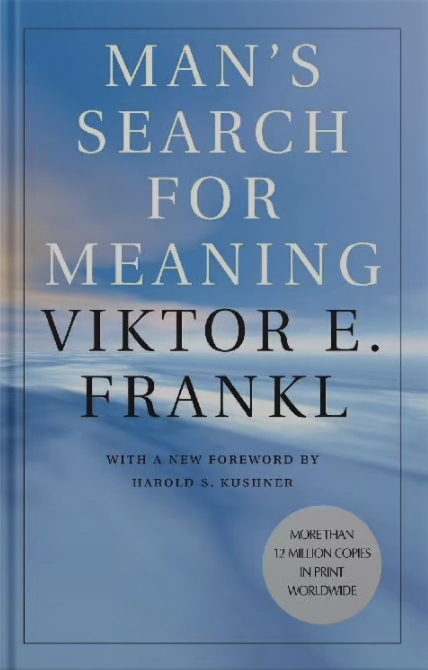 MAN'S
SEARCH
FOR
MEANING
VIKTOR E.
FRANKL
WITH A NEW FOREWORD BY
HAROLD S. KUSHNER
MORE THAN
12 MILLION COPIES
IN PRINT
WORLDWIDE